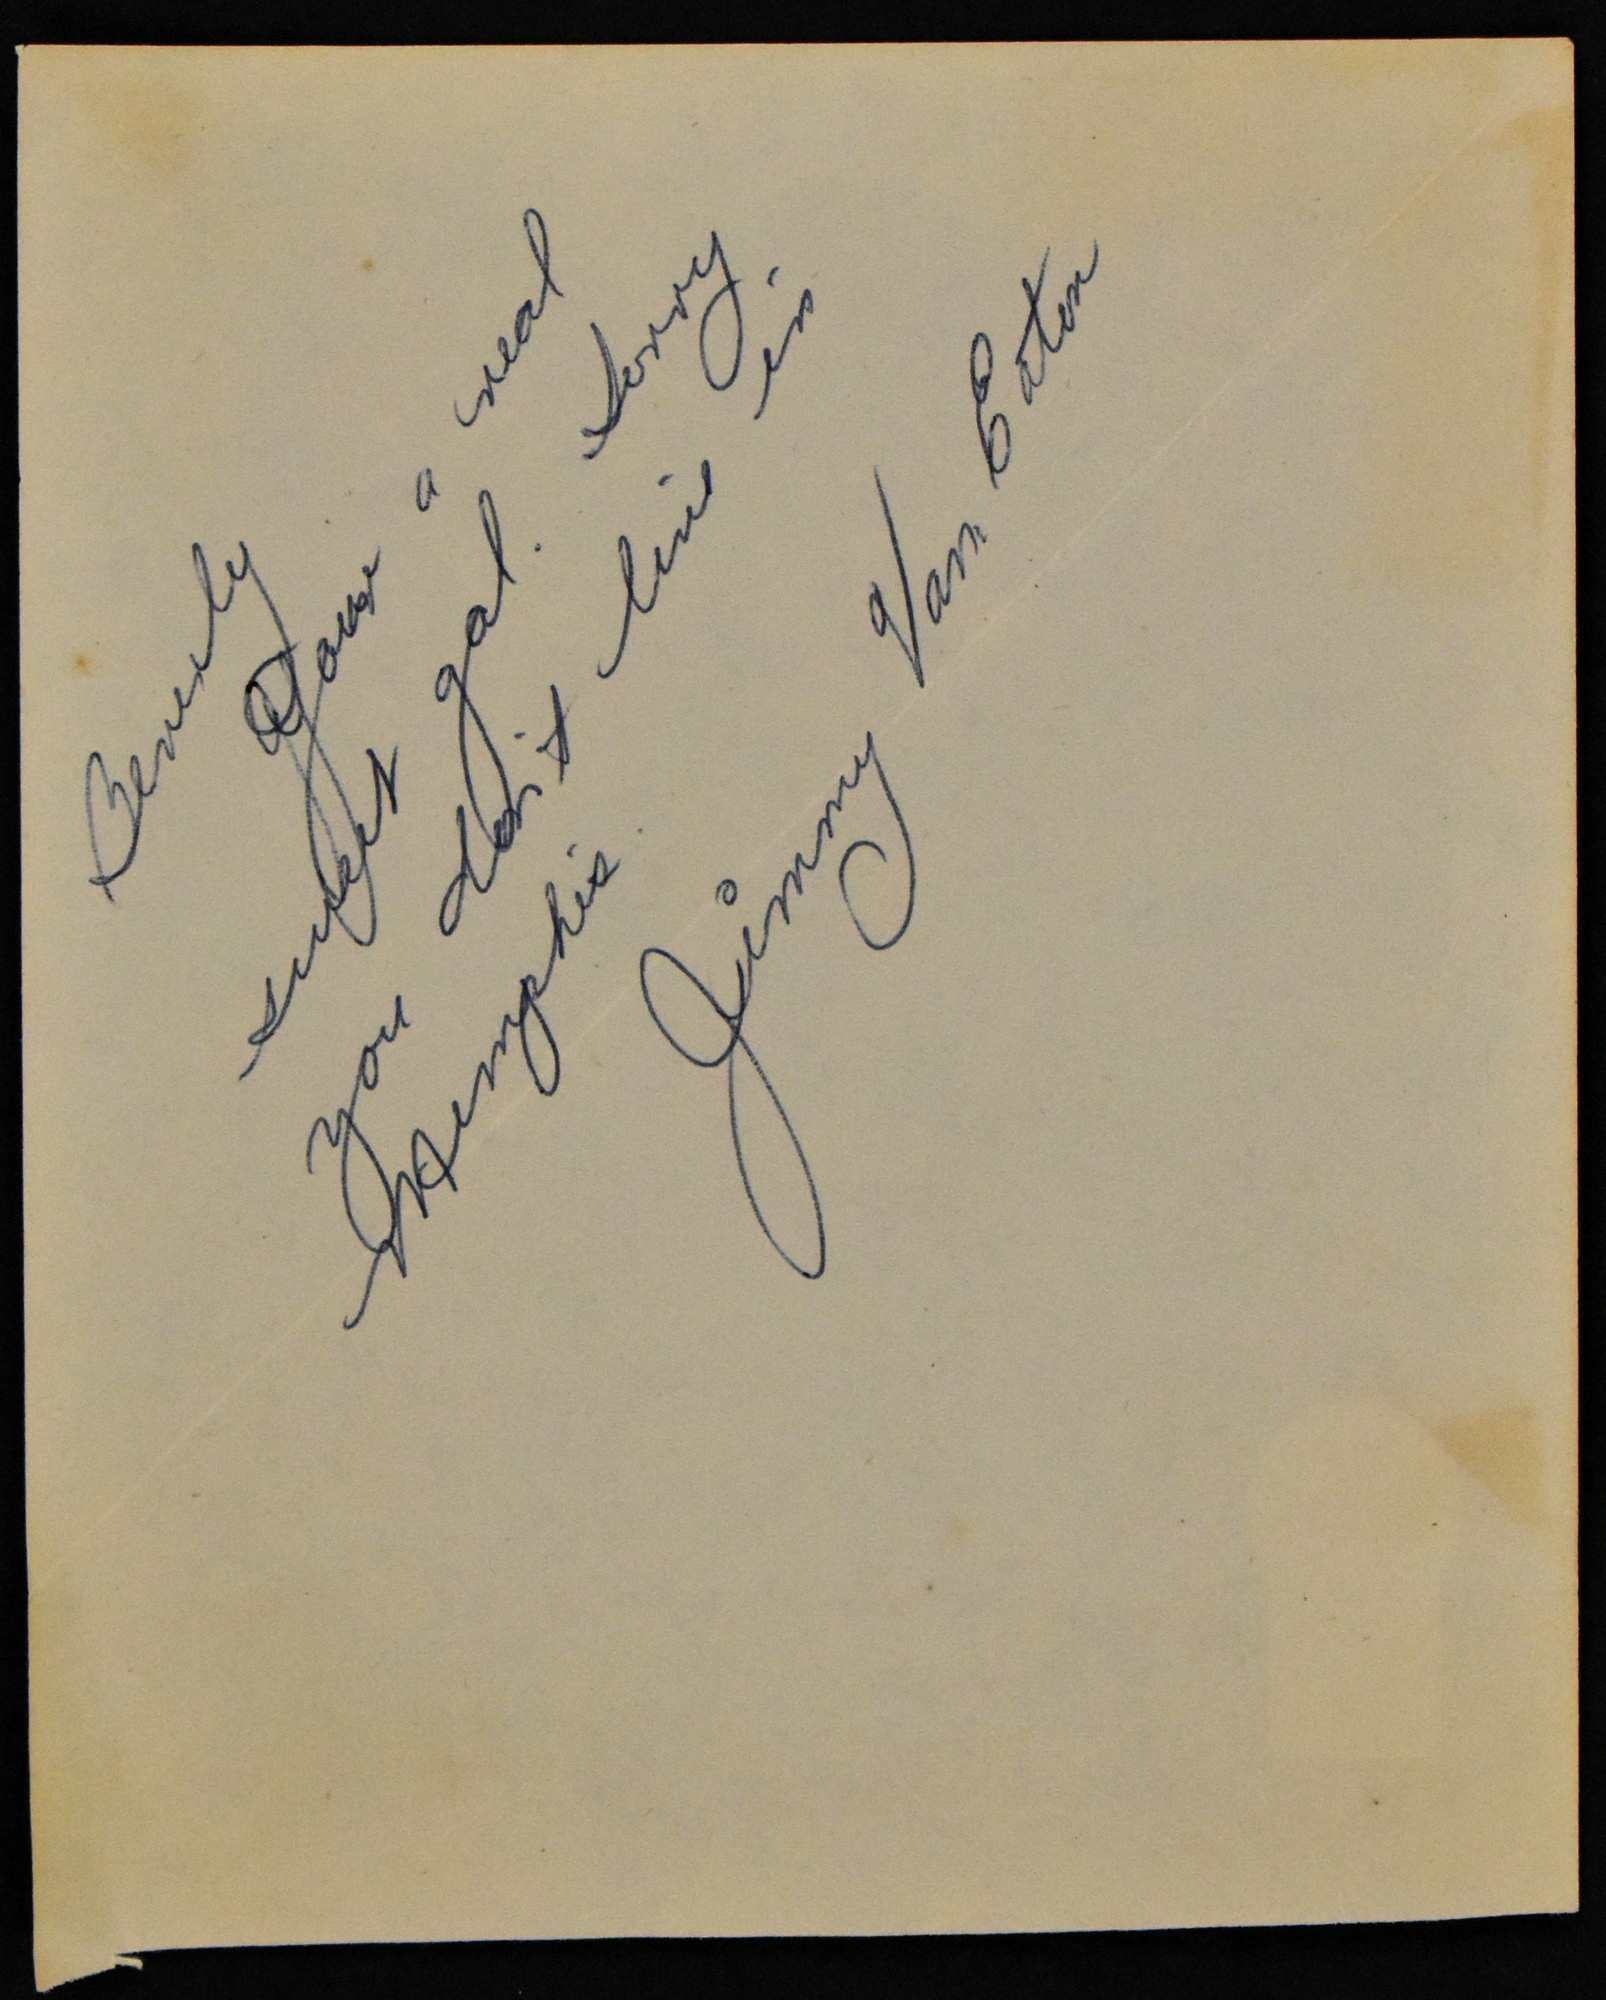 Beverly
Your a real
sweet gal. Sorry
you don't live in
Memphis.
Jimmy Van Eaton